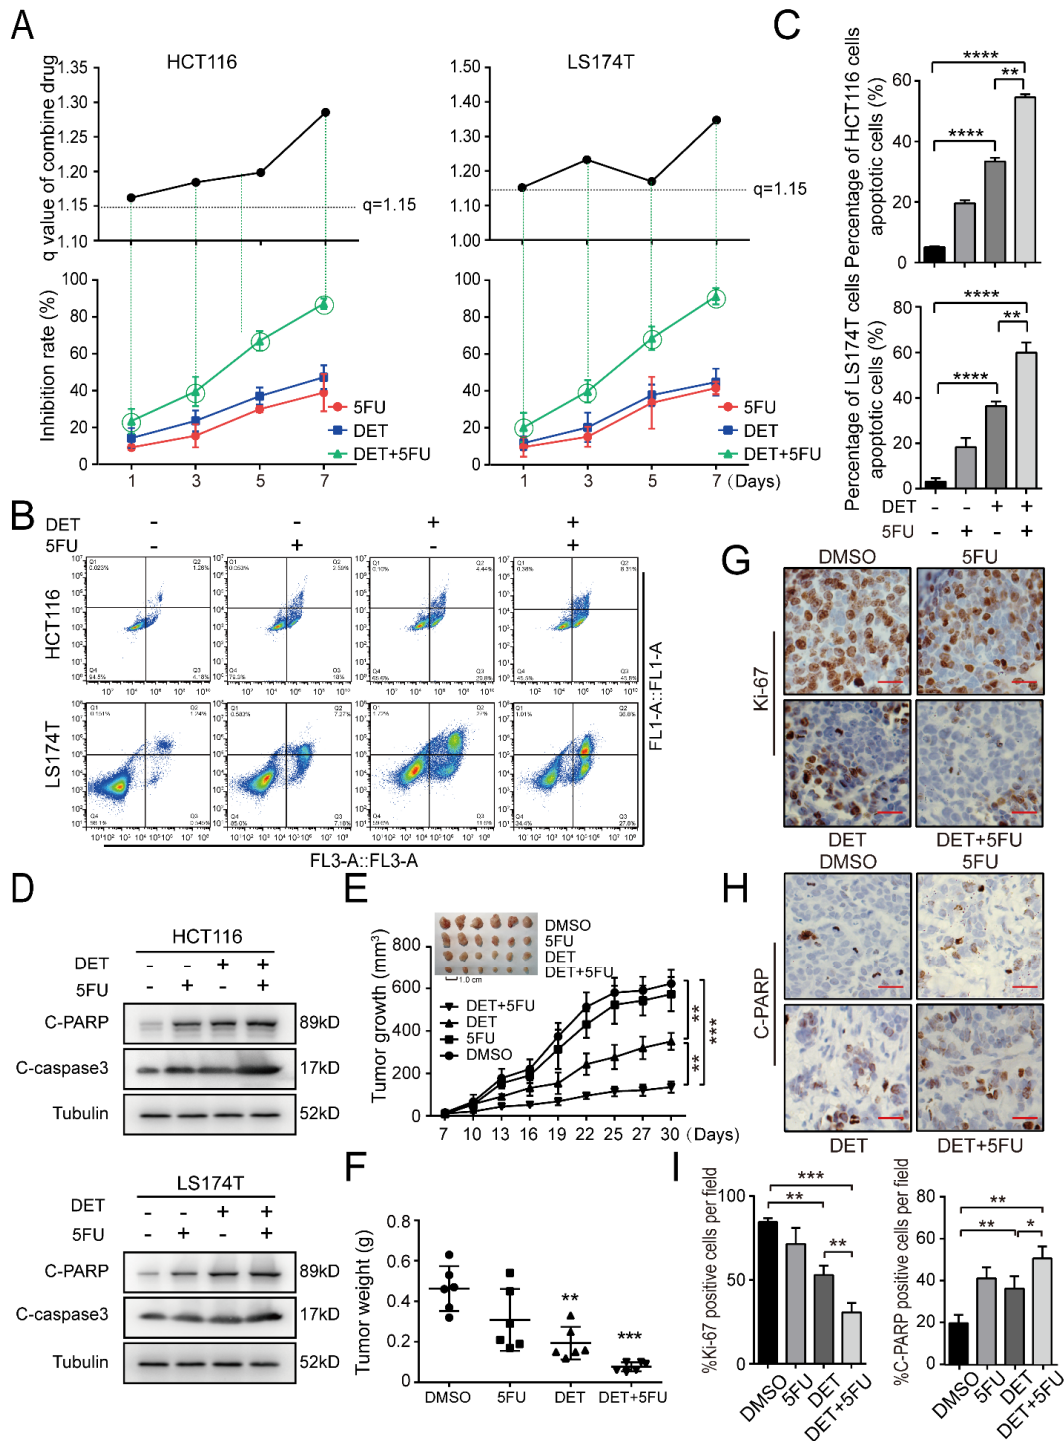 A
HCT116
LS174T
q value of combine drug
1.35
1.30
1.25
1.20
1.15
1.10
q=1.15
1.50
1.40
1.30
1.20
1.10
1.00
q=1.15
Inhibition rate (%)
100
80
60
40
20
0
5FU
DET
DET+5FU
1 3 5 7
100
80
60
40
20
0
5FU
DET
DET+5FU
1 3 5 7 (Days)
C
Percentage of HCT116 cells
apoptotic cells (%)
60
40
20
0
****
**
****
Percentage of LS174T cells
apoptotic cells (%)
80
60
40
20
0
****
**
****
DET - - + +
5FU - + - +
B
DET - - + +
5FU - + - +
HCT116
LS174T
FL1-A::FL1-A
FL3-A::FL3-A
G
DMSO 5FU
Ki-67
DET DET+5FU
H
DMSO 5FU
C-PARP
DET DET+5FU
D
HCT116
DET - - + +
5FU - + - +
C-PARP 89kD
C-caspase3 17kD
Tubulin 52kD
LS174T
DET - - + +
5FU - + - +
C-PARP 89kD
C-caspase3 17kD
Tubulin 52kD
E
Tumor growth (mm³)
800
600
400
200
0
DMSO
5FU
DET
DET+5FU
1.0 cm
DET+5FU
DET
5FU
DMSO
**
**
***
7 10 13 16 19 22 25 27 30 (Days)
F
Tumor weight (g)
0.8
0.6
0.4
0.2
0
**
***
DMSO 5FU DET DET+5FU
I
%Ki-67 positive cells per field
100
50
0
***
**
**
DMSO 5FU DET DET+5FU
%C-PARP positive cells per field
80
60
40
20
0
**
**
*
DMSO 5FU DET DET+5FU